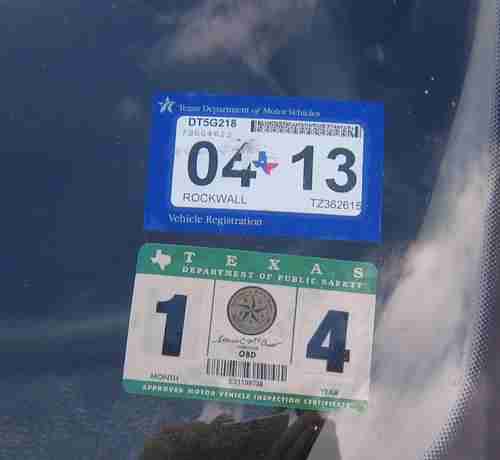 Texas Department of Motor Vehicles
DT5G218
04 13
ROCKWALL TZ362615
Vehicle Registration
TEXAS
DEPARTMENT OF PUBLIC SAFETY
1 4
OBD
MONTH YEAR
APPROVED MOTOR VEHICLE INSPECTION CERTIFICATE